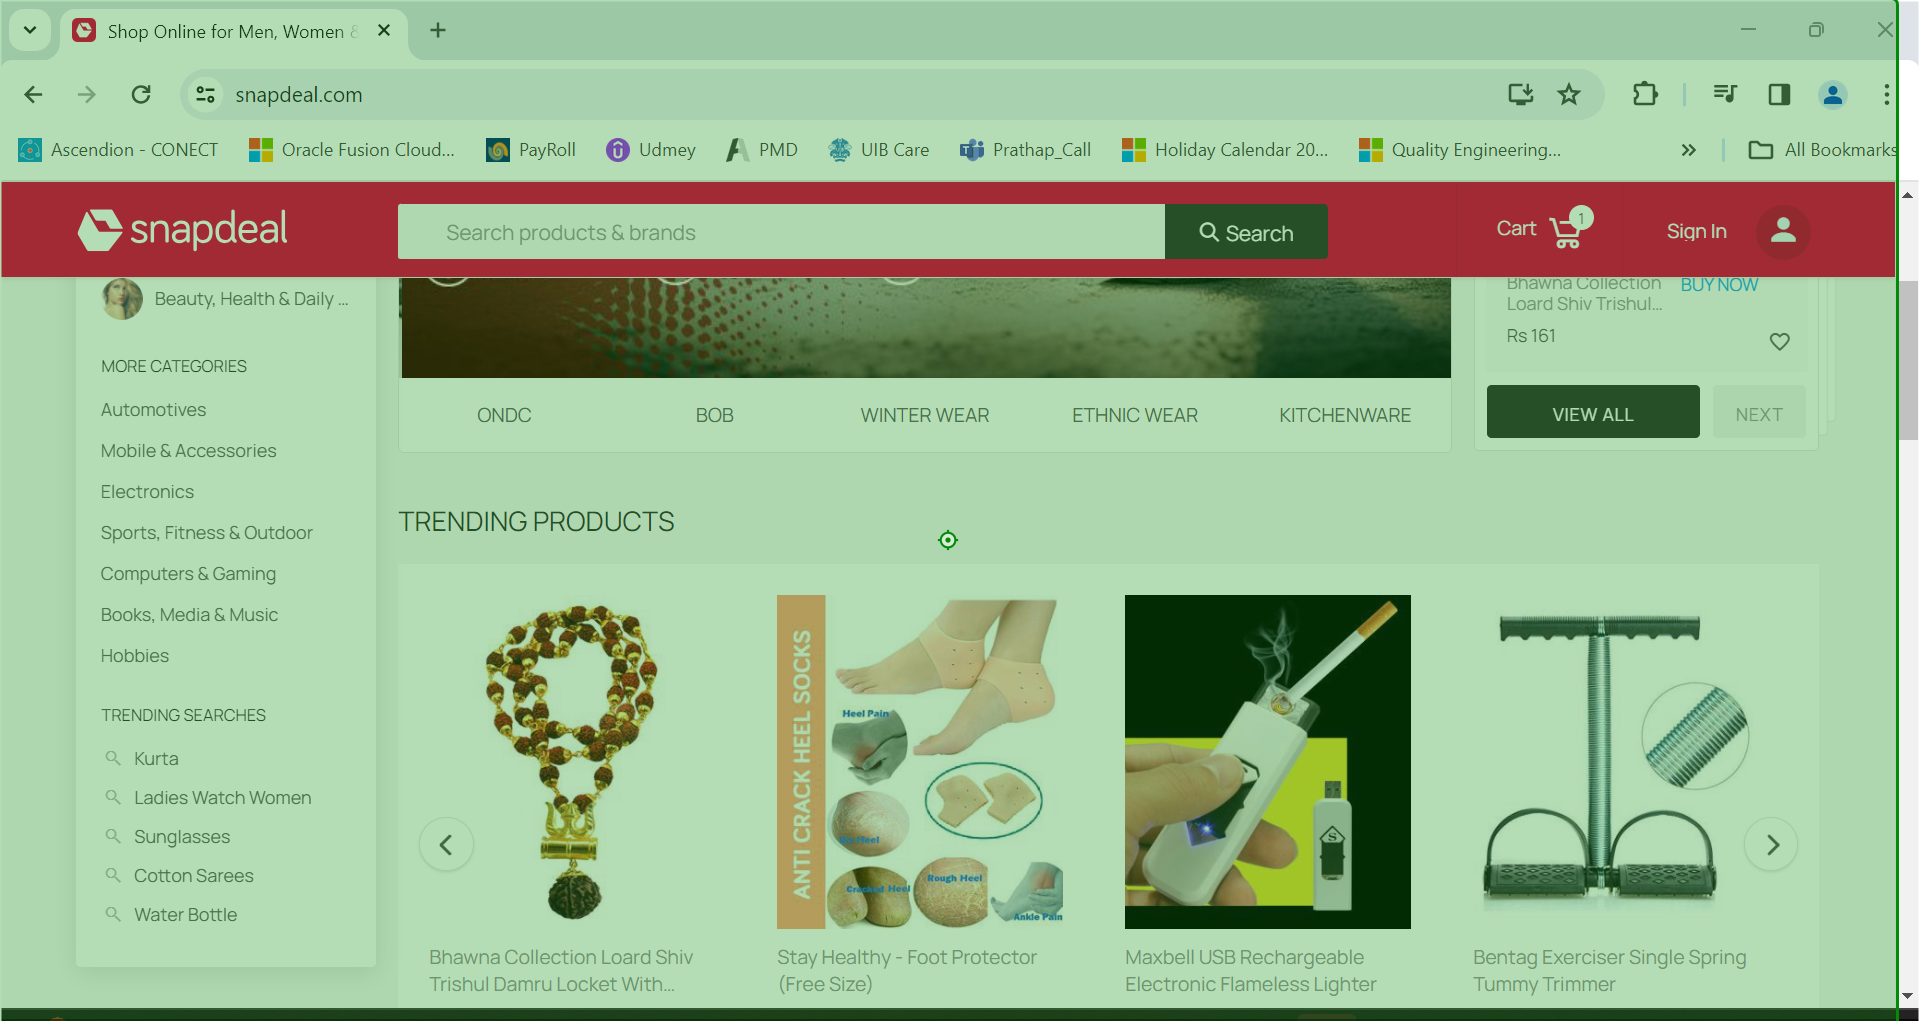 Shop Online for Men, Women &
snapdeal.com
Ascendion - CONECT
Oracle Fusion Cloud...
PayRoll
Udmey
PMD
UIB Care
Prathap_Call
Holiday Calendar 20...
Quality Engineering...
All Bookmarks
snapdeal
Search products & brands
Search
Cart
1
Sign In
Beauty, Health & Daily ...
MORE CATEGORIES
Automotives
Mobile & Accessories
Electronics
Sports, Fitness & Outdoor
Computers & Gaming
Books, Media & Music
Hobbies
TRENDING SEARCHES
Kurta
Ladies Watch Women
Sunglasses
Cotton Sarees
Water Bottle
ONDC
BOB
WINTER WEAR
ETHNIC WEAR
KITCHENWARE
Bhawna Collection
Loard Shiv Trishul...
Rs 161
BUY NOW
VIEW ALL
NEXT
TRENDING PRODUCTS
ANTI CRACK HEEL SOCKS
Heel Pain
Heel
Cracked Heel
Rough Heel
Ankle Pain
S
Bhawna Collection Loard Shiv
Trishul Damru Locket With...
Stay Healthy - Foot Protector
(Free Size)
Maxbell USB Rechargeable
Electronic Flameless Lighter
Bentag Exerciser Single Spring
Tummy Trimmer